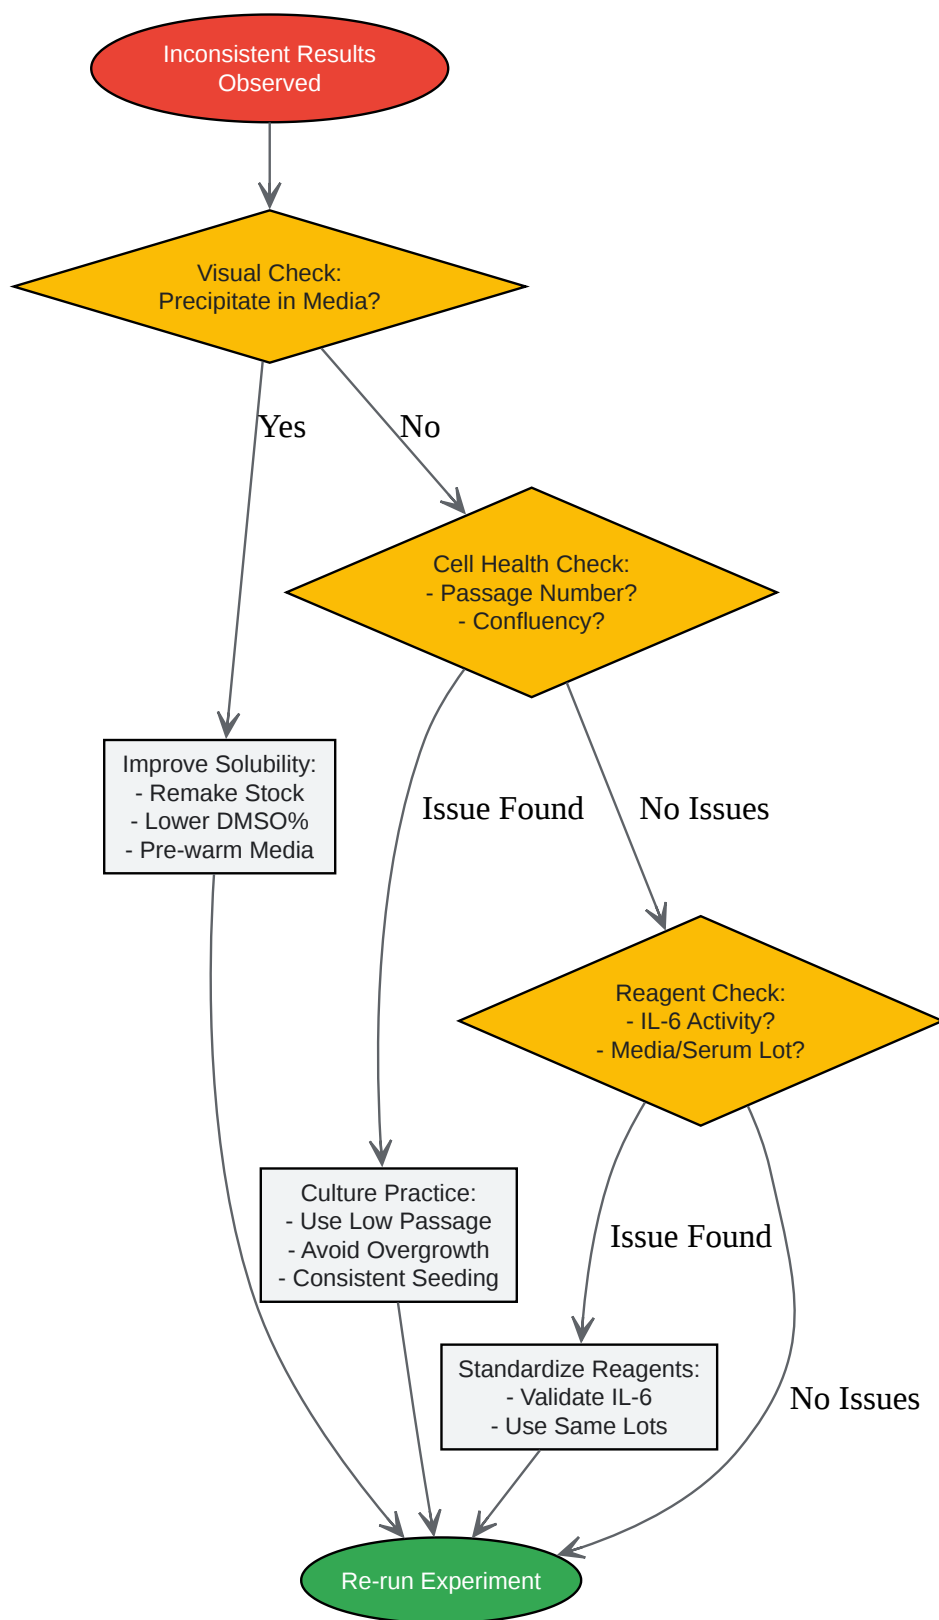 Inconsistent Results
Observed
Visual Check:
Precipitate in Media?
Yes
No
Cell Health Check:
- Passage Number?
- Confluency?
Improve Solubility:
- Remake Stock
- Lower DMSO%
- Pre-warm Media
Issue Found
No Issues
Reagent Check:
- IL-6 Activity?
- Media/Serum Lot?
Culture Practice:
- Use Low Passage
- Avoid Overgrowth
- Consistent Seeding
Issue Found
Standardize Reagents:
- Validate IL-6
- Use Same Lots
No Issues
Re-run Experiment